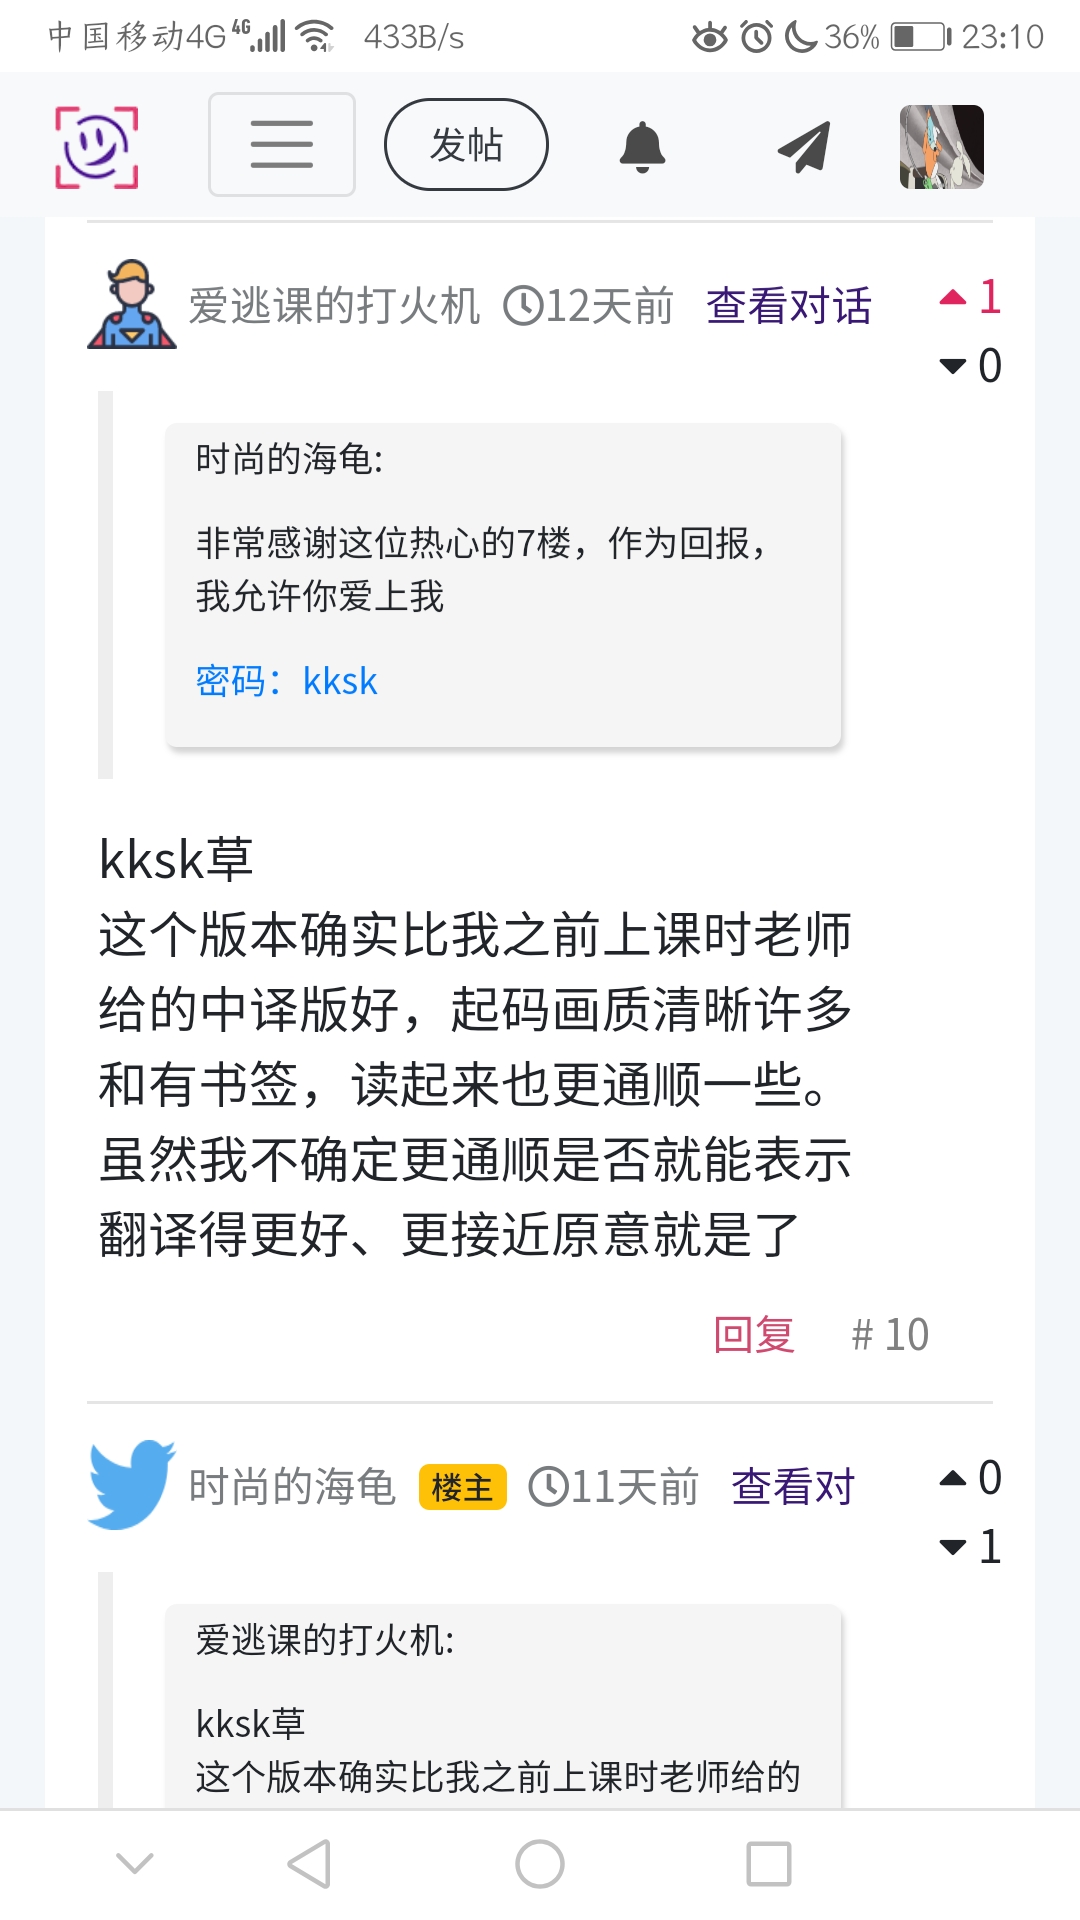 中国移动4G 4G 433B/s 36% 23:10
发帖
爱逃课的打火机 12天前 查看对话 1
0
时尚的海龟:
非常感谢这位热心的7楼，作为回报，
我允许你爱上我
密码：kksk
kksk草
这个版本确实比我之前上课时老师
给的中译版好，起码画质清晰许多
和有书签，读起来也更通顺一些。
虽然我不确定更通顺是否就能表示
翻译得更好、更接近原意就是了
回复 # 10
时尚的海龟 楼主 11天前 查看对 0
1
爱逃课的打火机:
kksk草
这个版本确实比我之前上课时老师给的